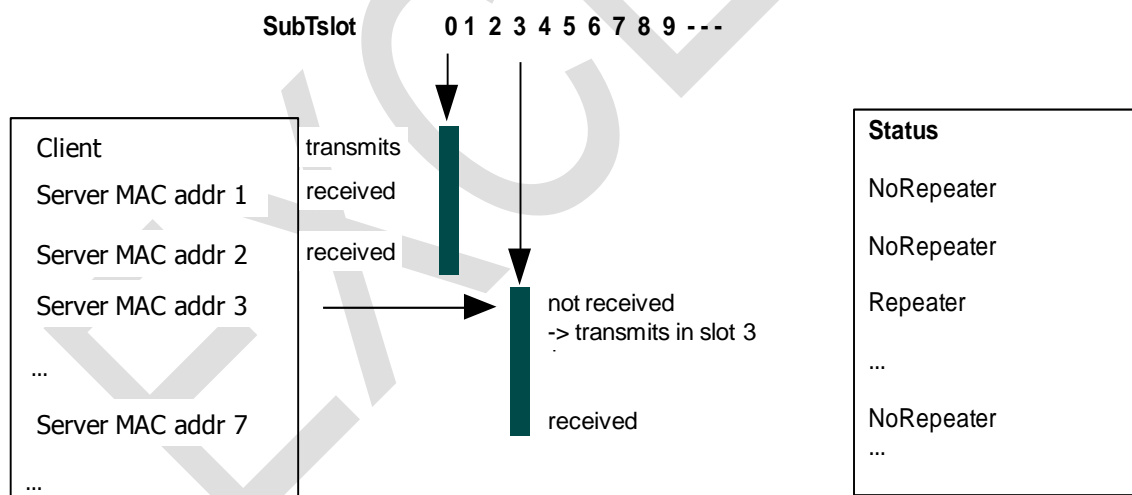 SubTslot 0 1 2 3 4 5 6 7 8 9 ---
Status
Client transmits
Server MAC addr 1 received NoRepeater
Server MAC addr 2 received NoRepeater
Server MAC addr 3 not received Repeater
-> transmits in slot 3
... ...
Server MAC addr 7 received NoRepeater
...
...